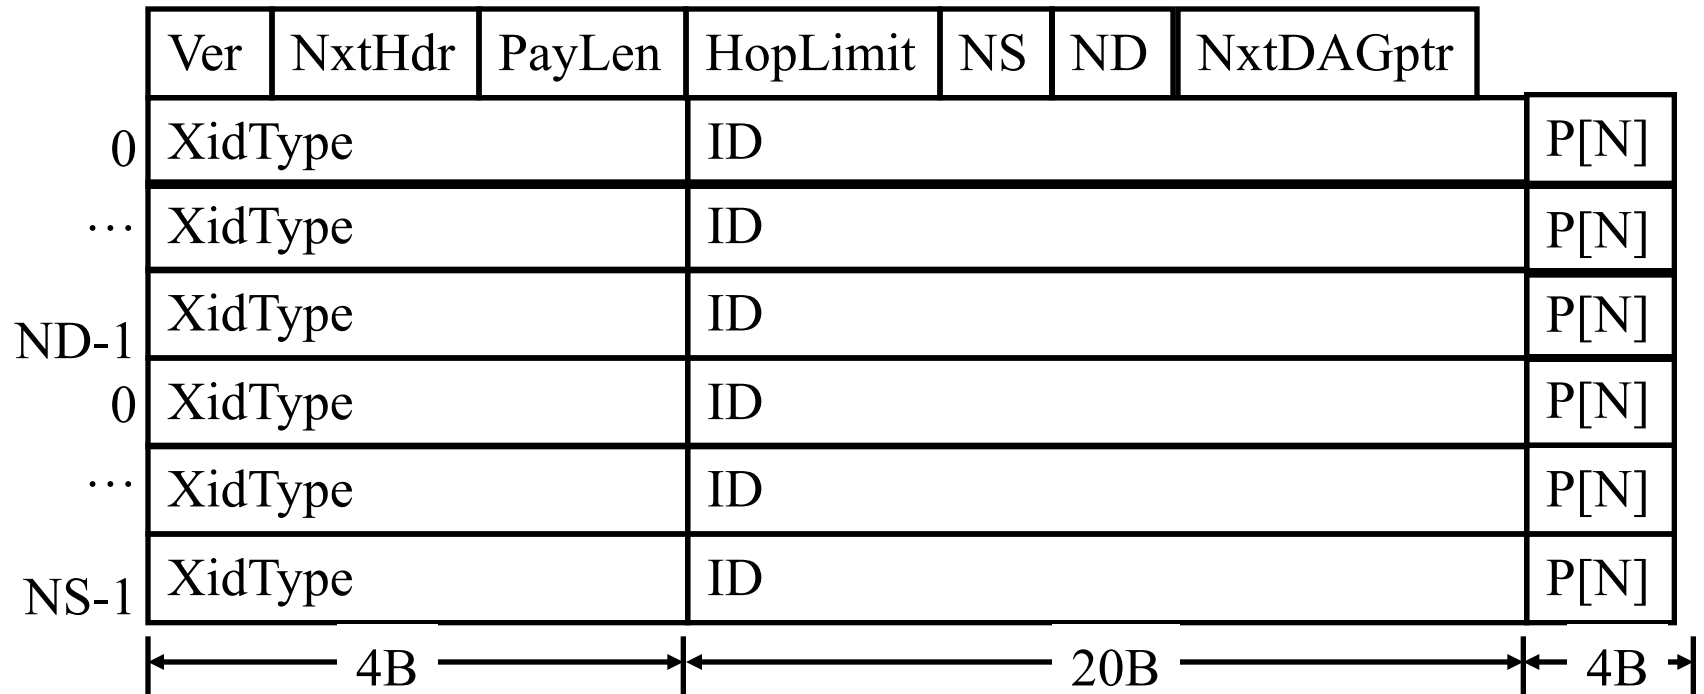 Ver NxtHdr PayLen HopLimit NS ND NxtDAGptr
0 XidType ID P[N]
... XidType ID P[N]
ND-1 XidType ID P[N]
0 XidType ID P[N]
... XidType ID P[N]
NS-1 XidType ID P[N]
4B 20B 4B